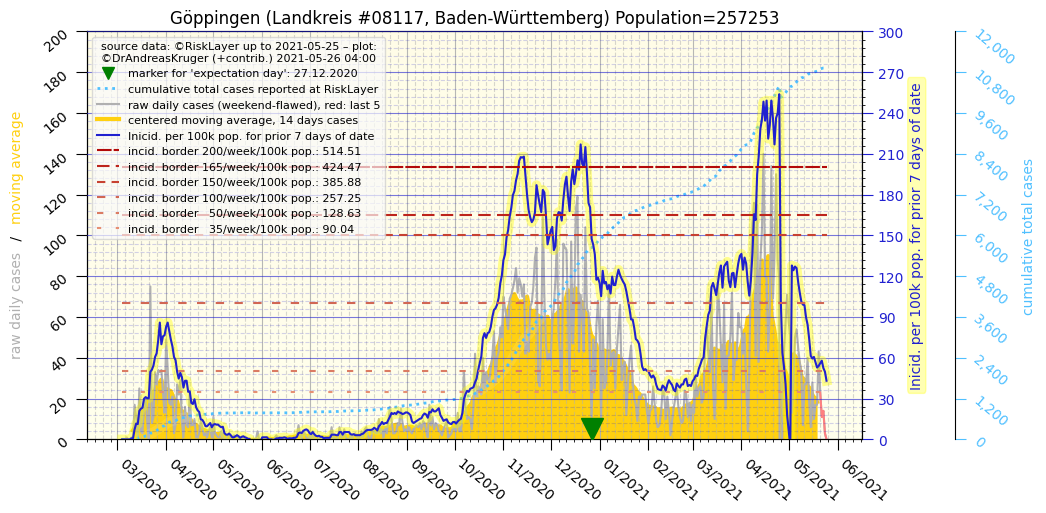 Göppingen (Landkreis #08117, Baden-Württemberg) Population=257253
source data: ©RiskLayer up to 2021-05-25 – plot:
©DrAndreasKruger (+contrib.) 2021-05-26 04:00
marker for 'expectation day': 27.12.2020
cumulative total cases reported at RiskLayer
raw daily cases (weekend-flawed), red: last 5
centered moving average, 14 days cases
Inicid. per 100k pop. for prior 7 days of date
incid. border 200/week/100k pop.: 514.51
incid. border 165/week/100k pop.: 424.47
incid. border 150/week/100k pop.: 385.88
incid. border 100/week/100k pop.: 257.25
incid. border   50/week/100k pop.: 128.63
incid. border   35/week/100k pop.: 90.04
raw daily cases / moving average
200
180
160
140
120
100
80
60
40
20
0
03/2020
04/2020
05/2020
06/2020
07/2020
08/2020
09/2020
10/2020
11/2020
12/2020
01/2021
02/2021
03/2021
04/2021
05/2021
06/2021
300
270
240
210
180
150
120
90
60
30
0
Inicid. per 100k pop. for prior 7 days of date
12,000
10,800
9,600
8,400
7,200
6,000
4,800
3,600
2,400
1,200
0
cumulative total cases